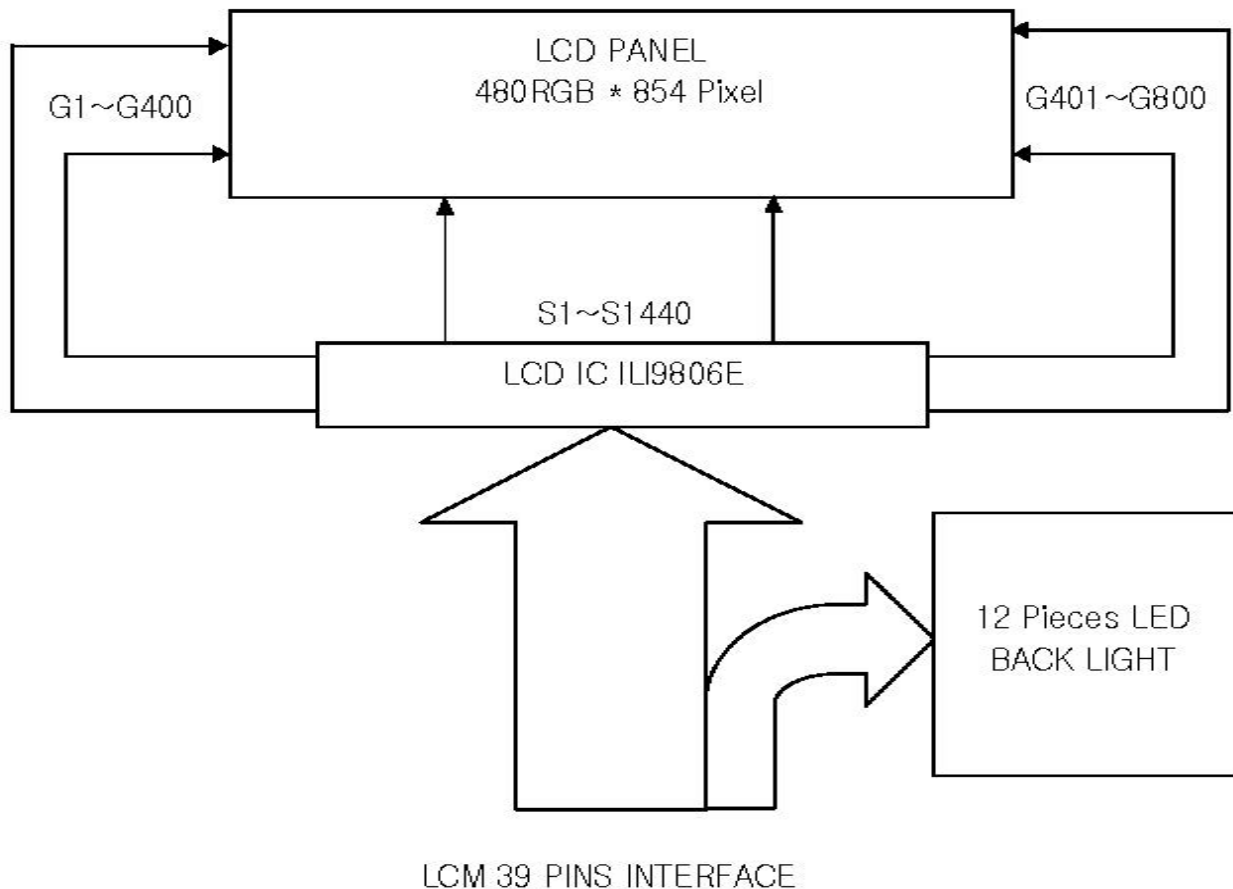 LCD PANEL
480RGB * 854 Pixel
G1~G400
G401~G800
S1~S1440
LCD IC ILI9806E
12 Pieces LED
BACK LIGHT
LCM 39 PINS INTERFACE